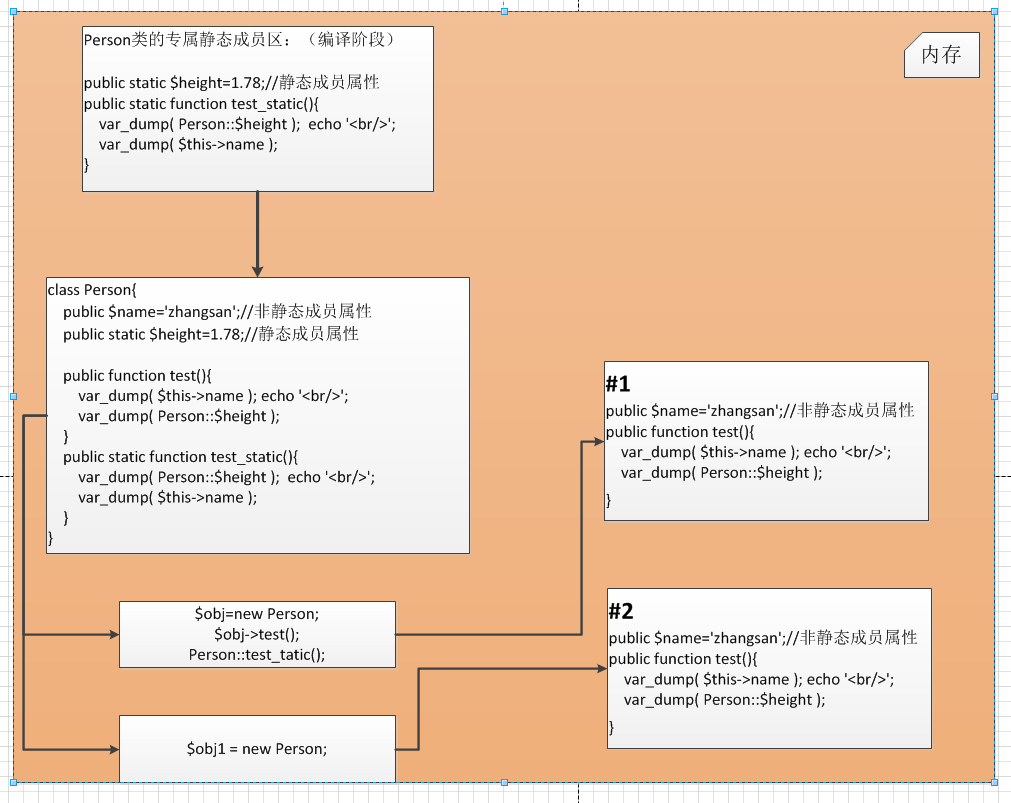 Person类的专属静态成员区：（编译阶段）
public static $height=1.78;//静态成员属性
public static function test_static(){
var_dump( Person::$height );  echo '<br/>';
var_dump( $this->name );
}
内存
class Person{
public $name='zhangsan';//非静态成员属性
public static $height=1.78;//静态成员属性
public function test(){
var_dump( $this->name ); echo '<br/>';
var_dump( Person::$height );
}
public static function test_static(){
var_dump( Person::$height );  echo '<br/>';
var_dump( $this->name );
}
}
#1
public $name='zhangsan';//非静态成员属性
public function test(){
var_dump( $this->name ); echo '<br/>';
var_dump( Person::$height );
}
$obj=new Person;
$obj->test();
Person::test_tatic();
#2
public $name='zhangsan';//非静态成员属性
public function test(){
var_dump( $this->name ); echo '<br/>';
var_dump( Person::$height );
}
$obj1 = new Person;